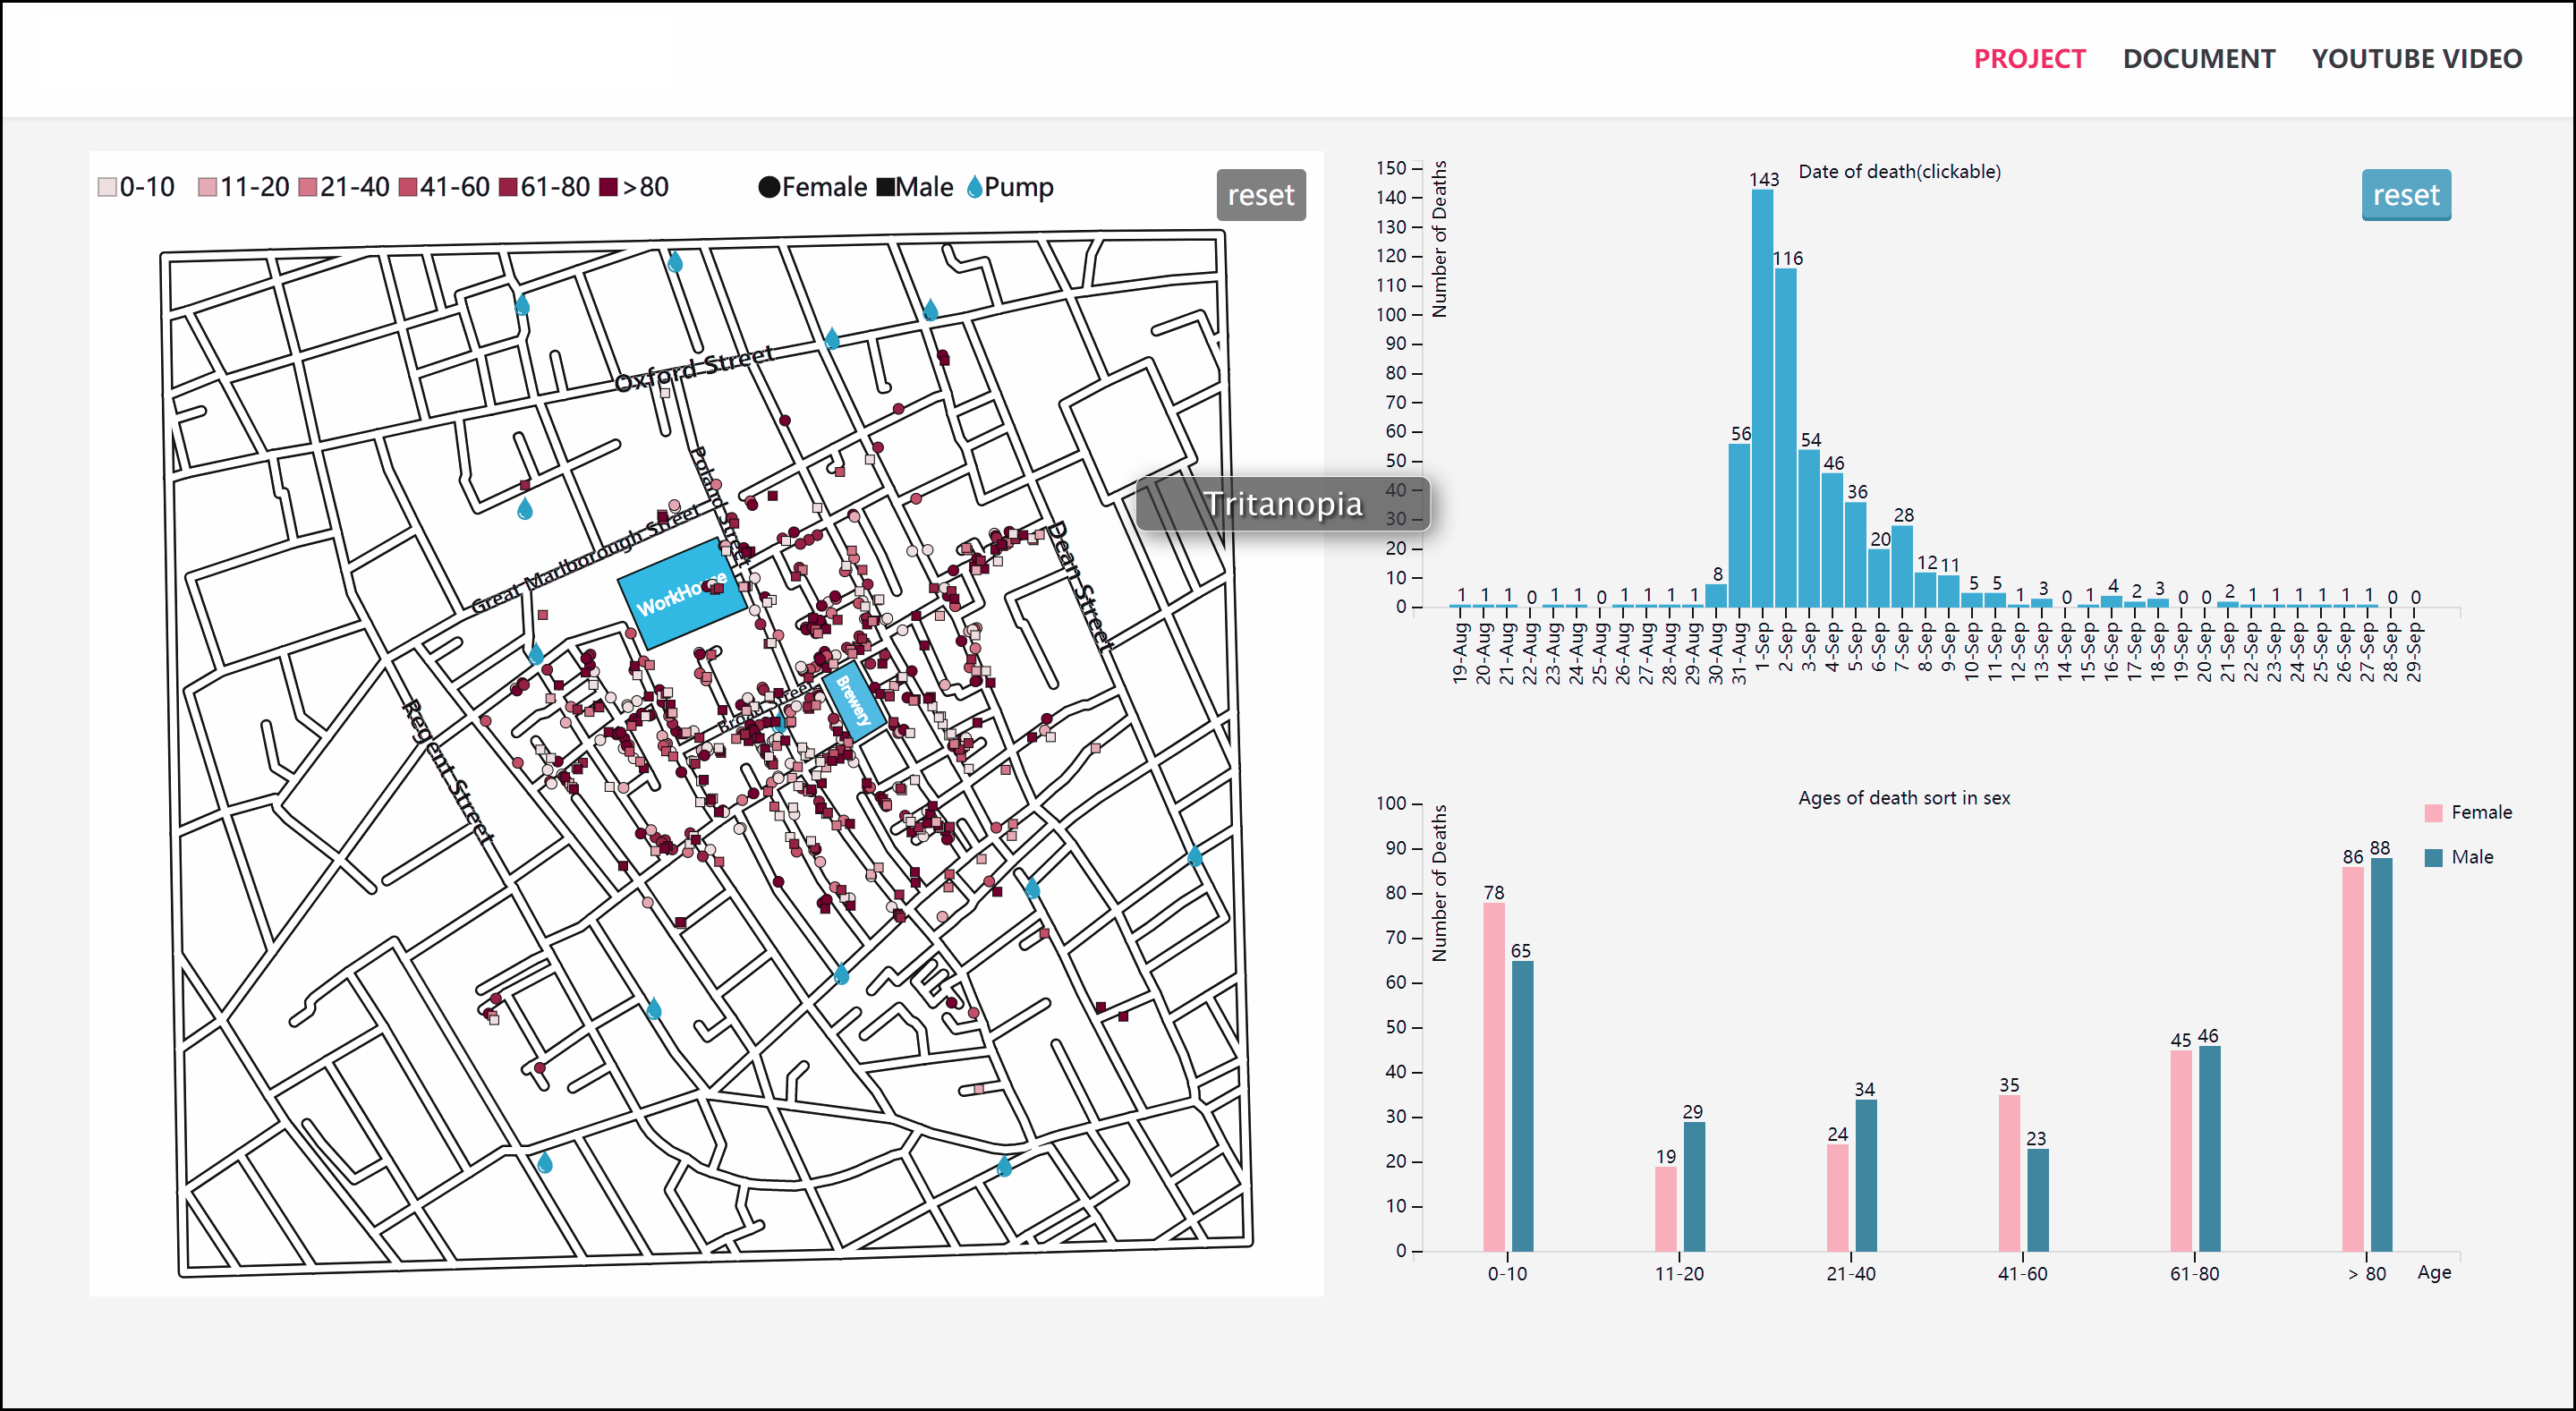 PROJECT DOCUMENT YOUTUBE VIDEO
0-10 11-20 21-40 41-60 61-80 >80 Female Male Pump
reset
Oxford Street
Poland Street
Great Marlborough Street
WorkHouse
Dean Street
Regent Street
Broad Street
Brewery
Tritanopia
Date of death(clickable)
reset
Number of Deaths
150
140
130
120
110
100
90
80
70
60
50
40
30
20
10
0
1 1 1 0 1 1 0 1 1 1 1 8 56 143 116 54 46 36 20 28 12 11 5 5 1 3 0 1 4 2 3 0 0 2 1 1 1 1 1 1 0 0
19-Aug 20-Aug 21-Aug 22-Aug 23-Aug 24-Aug 25-Aug 26-Aug 27-Aug 28-Aug 29-Aug 30-Aug 31-Aug 1-Sep 2-Sep 3-Sep 4-Sep 5-Sep 6-Sep 7-Sep 8-Sep 9-Sep 10-Sep 11-Sep 12-Sep 13-Sep 14-Sep 15-Sep 16-Sep 17-Sep 18-Sep 19-Sep 20-Sep 21-Sep 22-Sep 23-Sep 24-Sep 25-Sep 26-Sep 27-Sep 28-Sep 29-Sep
Ages of death sort in sex
Female
Male
Number of Deaths
100
90
80
70
60
50
40
30
20
10
0
78 65 19 29 24 34 35 23 45 46 86 88
0-10 11-20 21-40 41-60 61-80 > 80 Age